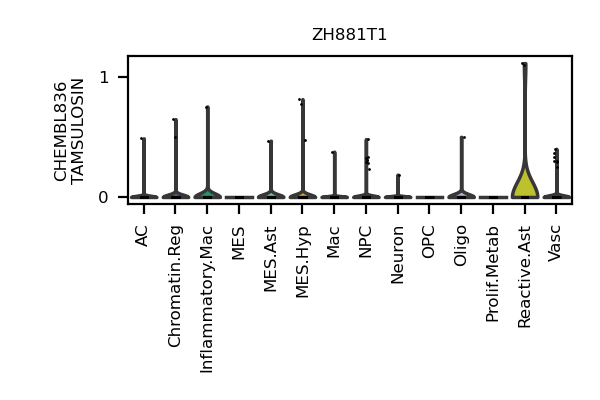 ZH881T1
CHEMBL836
TAMSULOSIN
1
0
AC
Chromatin.Reg
Inflammatory.Mac
MES
MES.Ast
MES.Hyp
Mac
NPC
Neuron
OPC
Oligo
Prolif.Metab
Reactive.Ast
Vasc